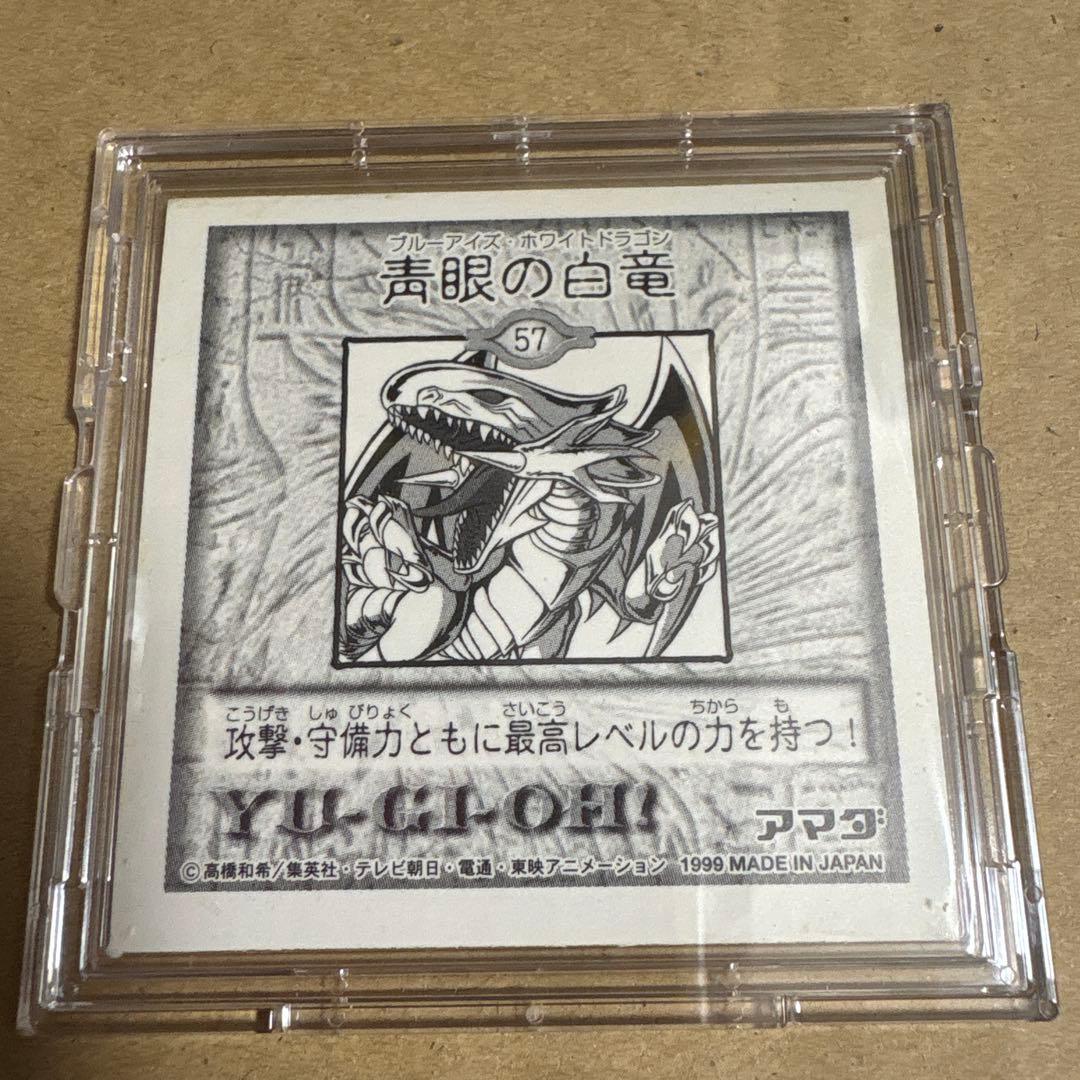 ブルーアイズ・ホワイトドラゴン
青眼の白竜
57
こうげき しゅ びりょく さいこう ちから も
攻撃・守備力ともに最高レベルの力を持つ!
YU-GI-OH!
アマダ
©高橋和希/集英社・テレビ朝日・電通・東映アニメーション 1999 MADE IN JAPAN